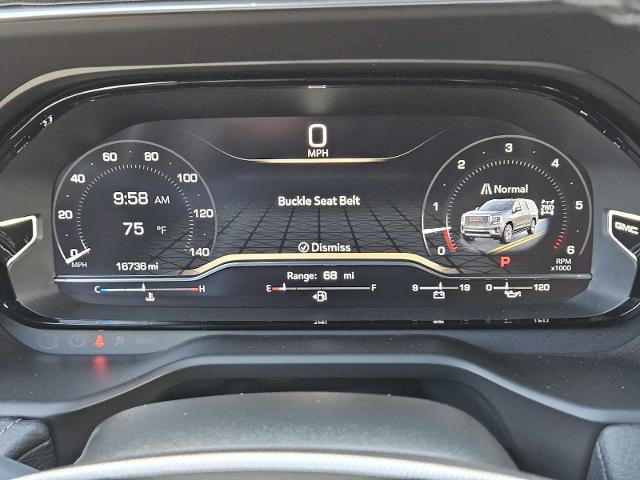 0
MPH
60 80
40 100
20 120
0 140
MPH
9:58 AM
75 °F
16736 mi
Buckle Seat Belt
Dismiss
Range: 68 mi
C H
E F
9 19
0 120
3
2 4
1 5
0 6
Normal
2WD
P
RPM
x1000
GMC